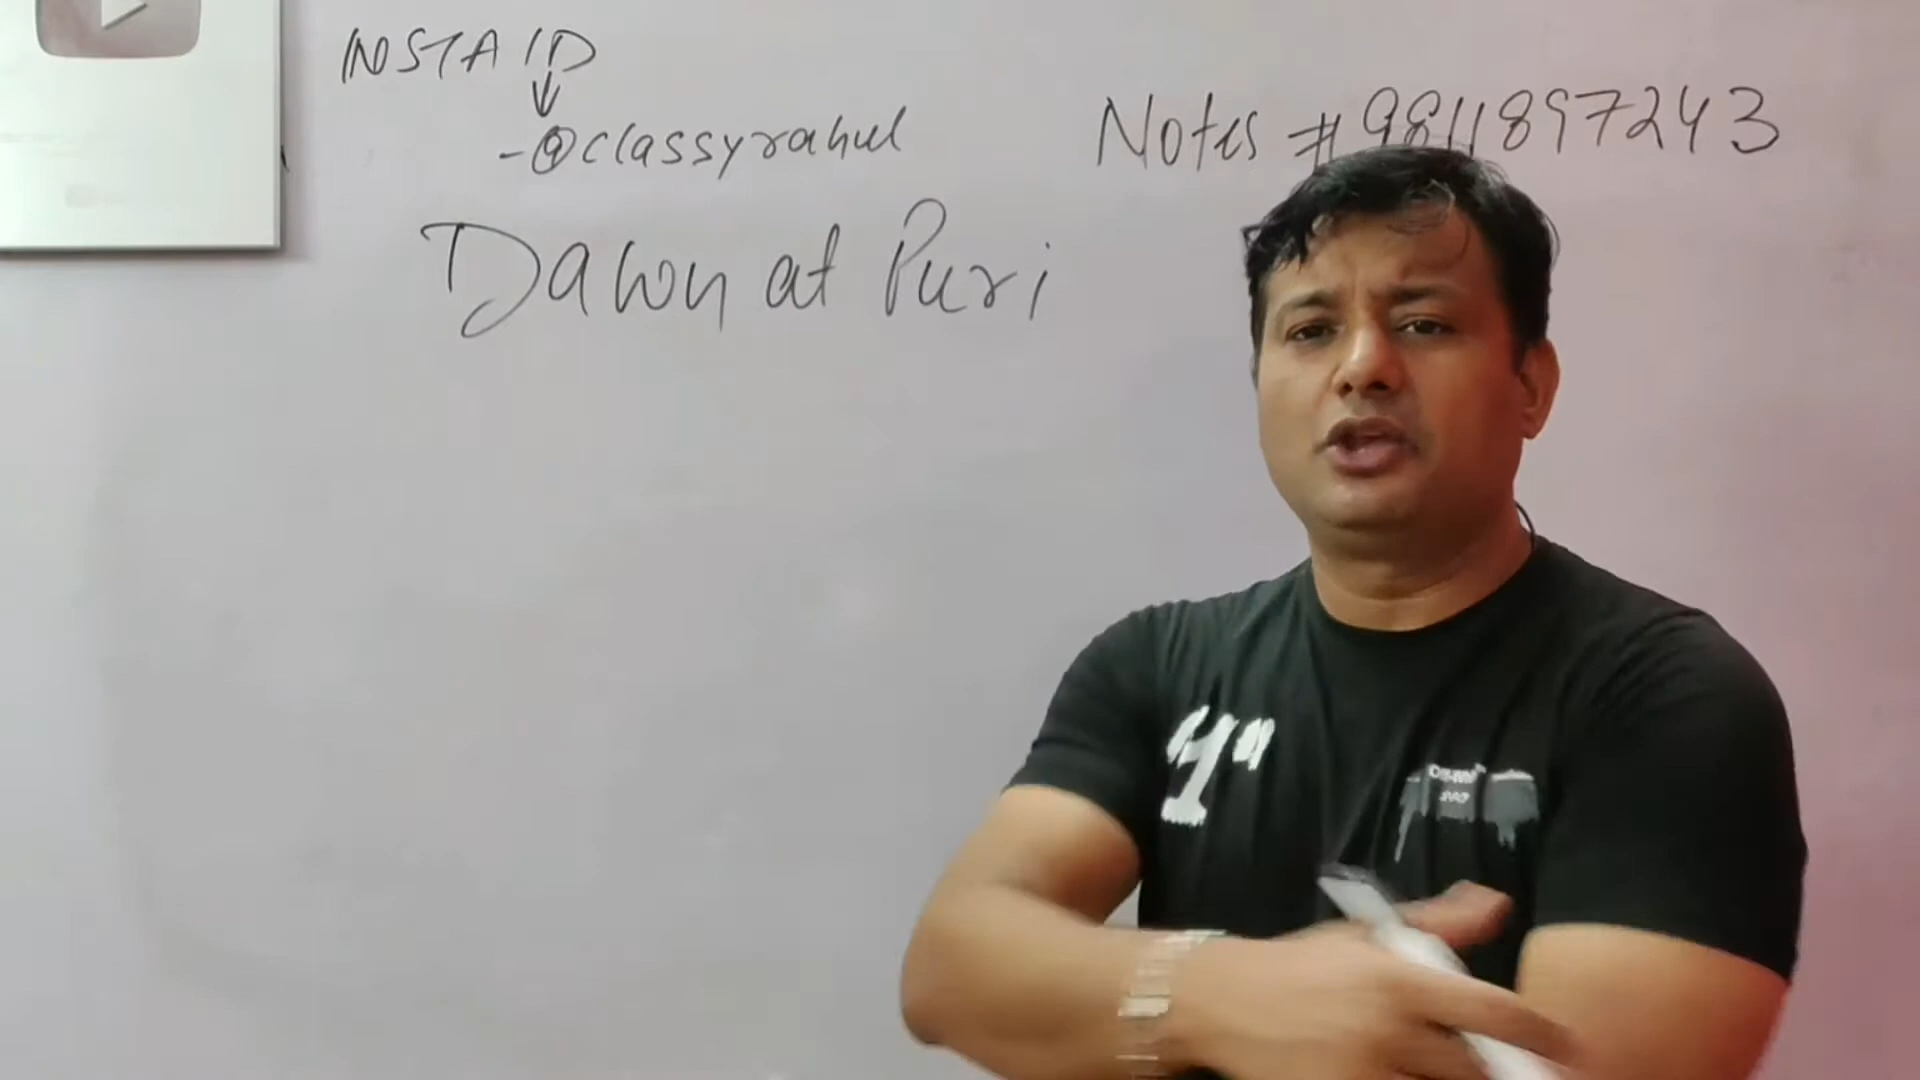 INSTA ID
@classyrahul
Notes # 9811897243
Dawn at Puri